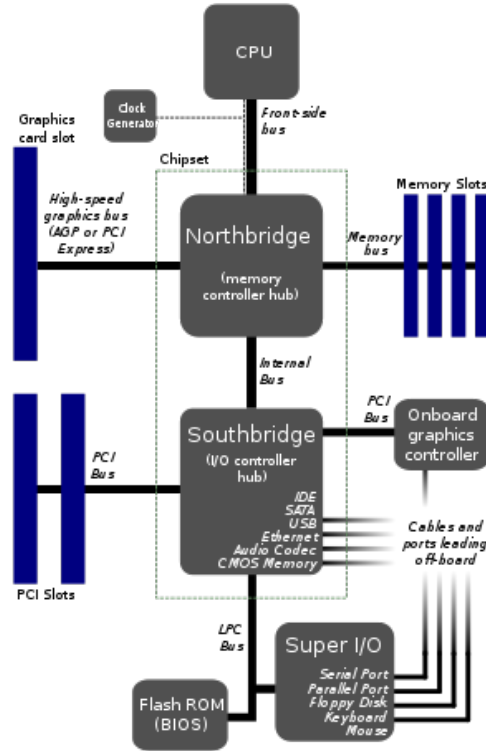 CPU
Clock
Generator
Front-side
bus
Graphics
card slot
Chipset
High-speed
graphics bus
(AGP or PCI
Express)
Northbridge
(memory
controller hub)
Memory
bus
Memory Slots
Internal
Bus
PCI
Bus
Southbridge
(I/O controller
hub)
PCI
Bus
Onboard
graphics
controller
IDE
SATA
USB
Ethernet
Audio Codec
CMOS Memory
Cables and
ports leading
off-board
PCI Slots
LPC
Bus
Super I/O
Serial Port
Parallel Port
Floppy Disk
Keyboard
Mouse
Flash ROM
(BIOS)